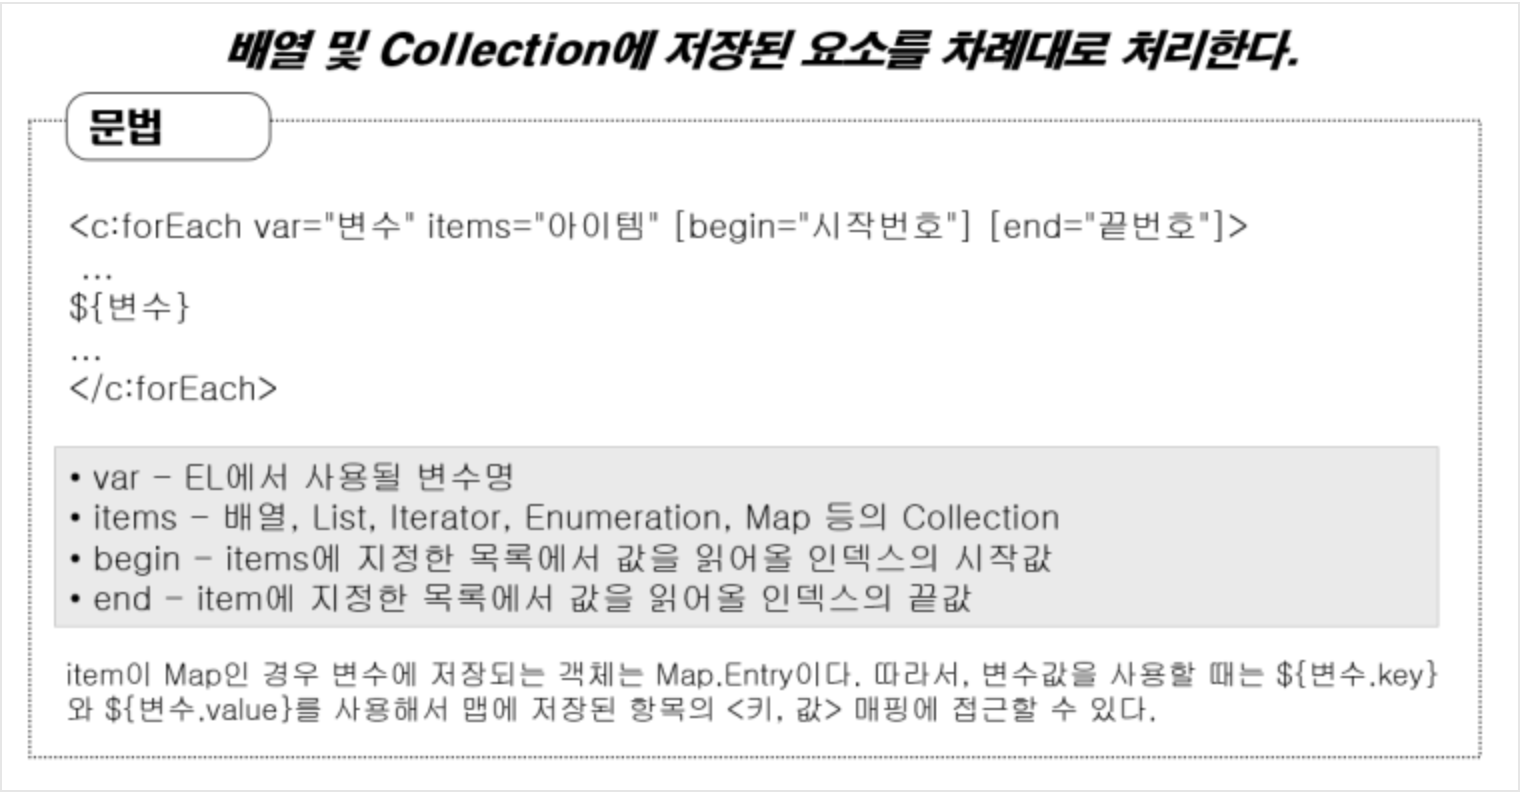 배열 및 Collection에 저장된 요소를 차례대로 처리한다.
문법
<c:forEach var="변수" items="아이템" [begin="시작번호"] [end="끝번호"]>
...
${변수}
...
</c:forEach>
• var - EL에서 사용될 변수명
• items - 배열, List, Iterator, Enumeration, Map 등의 Collection
• begin - items에 지정한 목록에서 값을 읽어올 인덱스의 시작값
• end - item에 지정한 목록에서 값을 읽어올 인덱스의 끝값
item이 Map인 경우 변수에 저장되는 객체는 Map.Entry이다. 따라서, 변수값을 사용할 때는 ${변수.key}
와 ${변수.value}를 사용해서 맵에 저장된 항목의 <키, 값> 매핑에 접근할 수 있다.